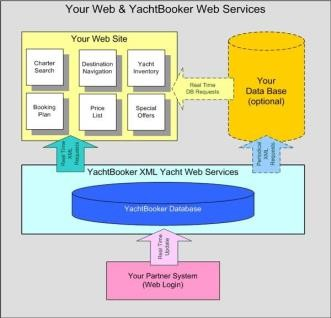 Your Web & YachtBooker Web Services
Your Web Site
Charter
Search
Destination
Navigation
Yacht
Inventory
Booking
Plan
Price
List
Special
Offers
Real Time
DB Requests
Your
Data Base
(optional)
Real Time
XML
Requests
Periodical
XML
Requests
YachtBooker XML Yacht Web Services
YachtBooker Database
Real Time
Update
Your Partner System
(Web Login)